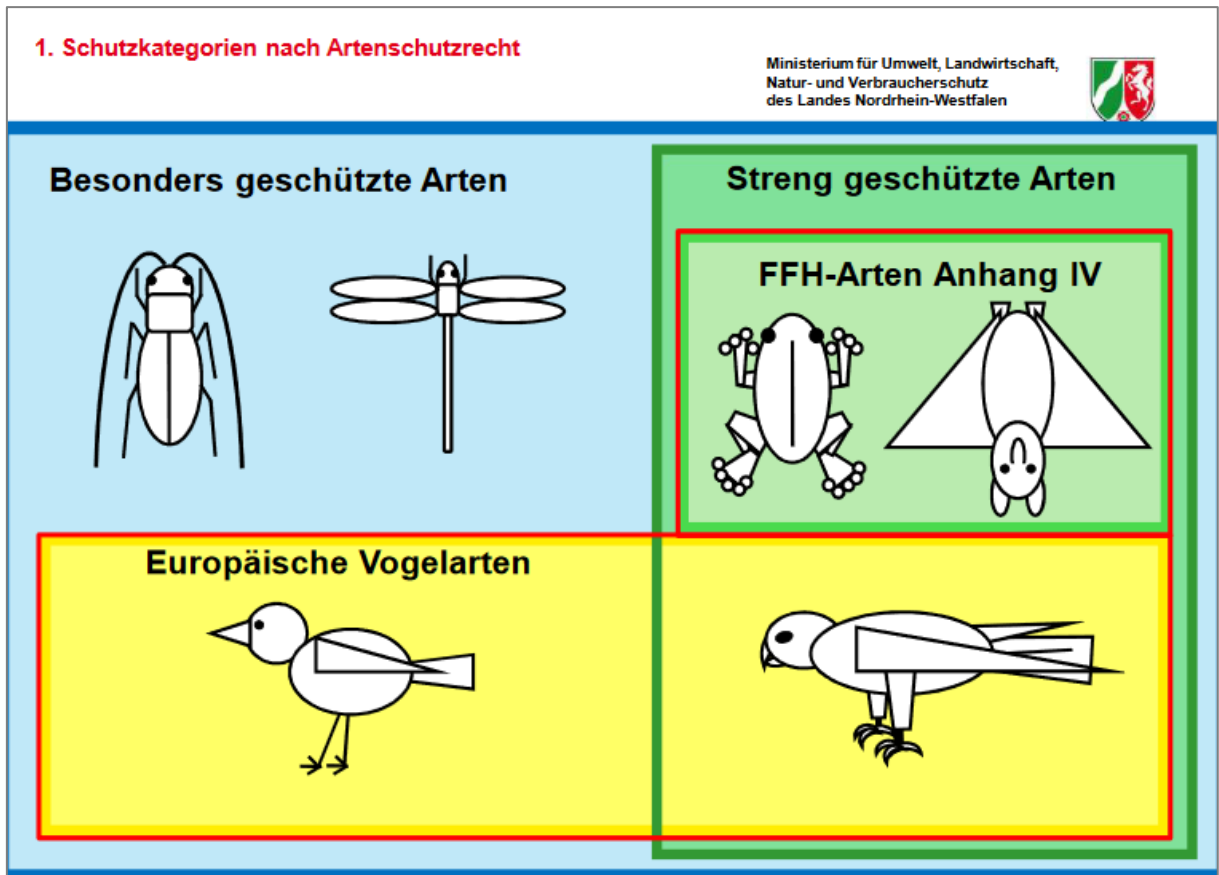 1. Schutzkategorien nach Artenschutzrecht
Ministerium für Umwelt, Landwirtschaft,
Natur- und Verbraucherschutz
des Landes Nordrhein-Westfalen
Besonders geschützte Arten
Streng geschützte Arten
FFH-Arten Anhang IV
Europäische Vogelarten